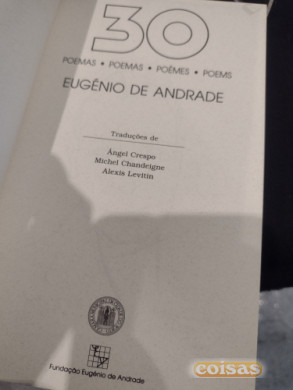 30
POEMAS • POEMAS • POÈMES • POEMS
EUGÉNIO DE ANDRADE
Traduções de
Ángel Crespo
Michel Chandeigne
Alexis Levitin
Fundação Eugénio de Andrade
coisas